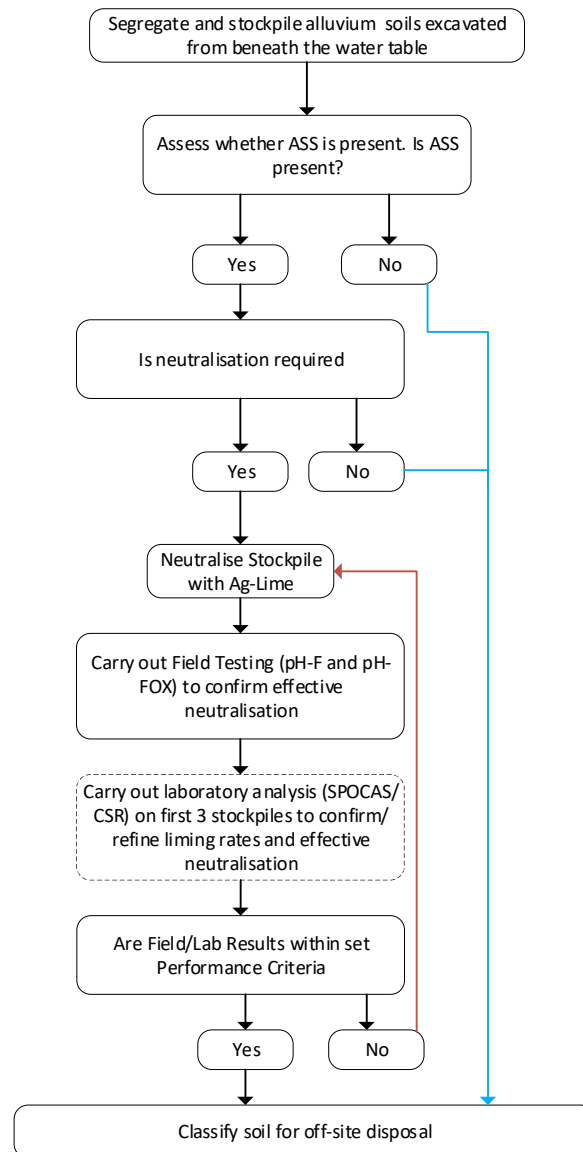 Segregate and stockpile alluvium soils excavated
from beneath the water table
Assess whether ASS is present. Is ASS
present?
Yes
No
Is neutralisation required
Yes
No
Neutralise Stockpile
with Ag-Lime
Carry out Field Testing (pH-F and pH-
FOX) to confirm effective
neutralisation
Carry out laboratory analysis (SPOCAS/
CSR) on first 3 stockpiles to confirm/
refine liming rates and effective
neutralisation
Are Field/Lab Results within set
Performance Criteria
Yes
No
Classify soil for off-site disposal